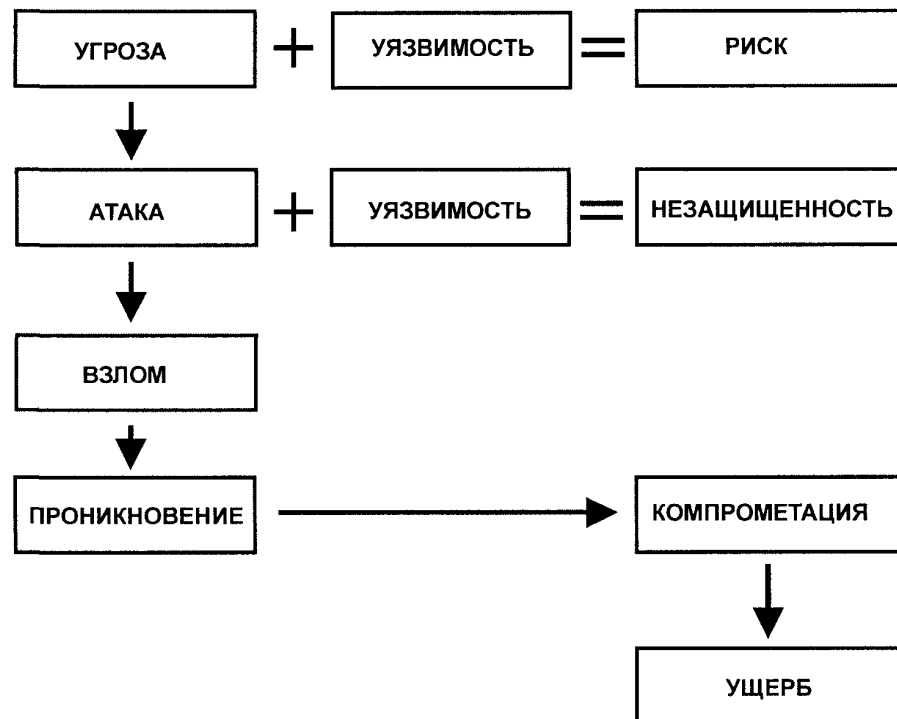 УГРОЗА + УЯЗВИМОСТЬ = РИСК
АТАКА + УЯЗВИМОСТЬ = НЕЗАЩИЩЕННОСТЬ
ВЗЛОМ
ПРОНИКНОВЕНИЕ КОМПРОМЕТАЦИЯ
УЩЕРБ